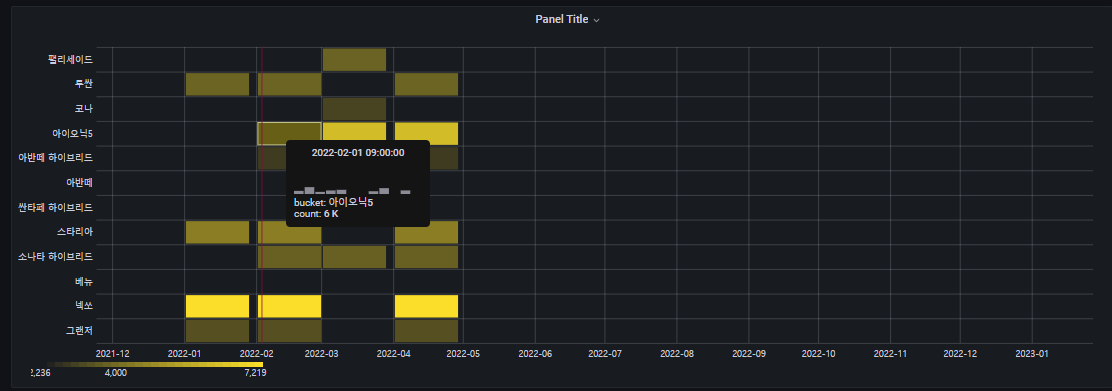 Panel Title
팰리세이드
투싼
코나
아이오닉5
아반떼 하이브리드
아반떼
싼타페 하이브리드
스타리아
소나타 하이브리드
베뉴
넥쏘
그랜저
2022-02-01 09:00:00
bucket: 아이오닉5
count: 6 K
2021-12 2022-01 2022-02 2022-03 2022-04 2022-05 2022-06 2022-07 2022-08 2022-09 2022-10 2022-11 2022-12 2023-01
2,236 4,000 7,219